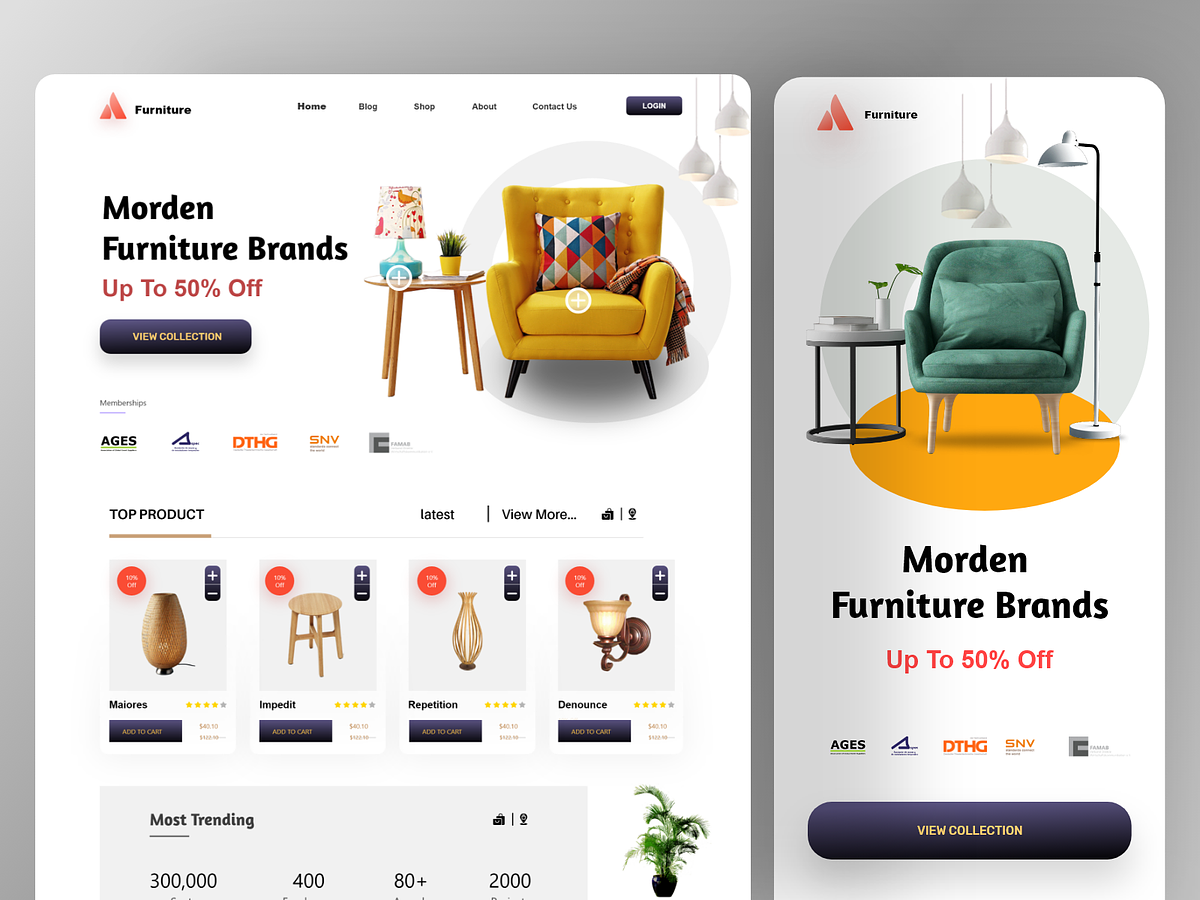 Furniture
Home Blog Shop About Contact Us LOGIN
Morden
Furniture Brands
Up To 50% Off
VIEW COLLECTION
Memberships
AGES
DTHG
SNV
FAMAB
TOP PRODUCT latest | View More... |
10%
Off
10%
Off
10%
Off
10%
Off
Maiores
ADD TO CART
$40.10
$122.10
Impedit
ADD TO CART
$40.10
$122.10
Repetition
ADD TO CART
$40.10
$122.10
Denounce
ADD TO CART
$40.10
$122.10
Most Trending |
300,000 400 80+ 2000
Furniture
Morden
Furniture Brands
Up To 50% Off
AGES
DTHG
SNV
FAMAB
VIEW COLLECTION